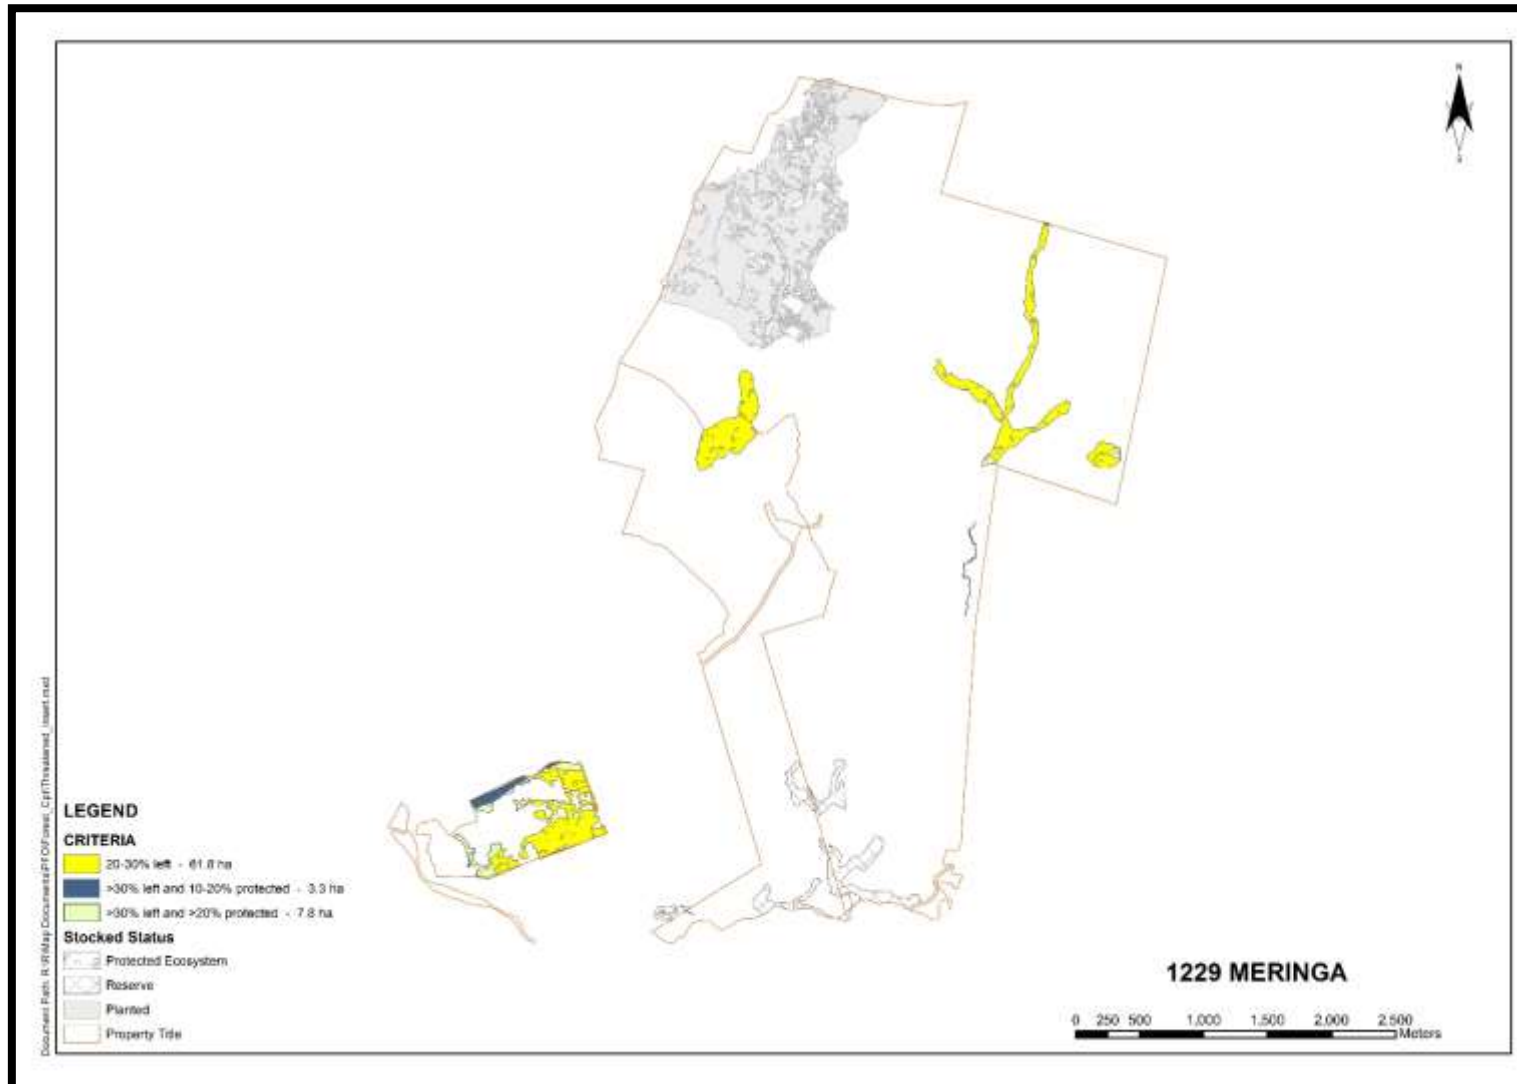 N
S
LEGEND
CRITERIA
20-30% left - 61.8 ha
>30% left and 10-20% protected - 3.3 ha
>30% left and >20% protected - 7.8 ha
Stocked Status
Protected Ecosystem
Reserve
Planted
Property Title
1229 MERINGA
0 250 500 1,000 1,500 2,000 2,500
Meters
Document Path: